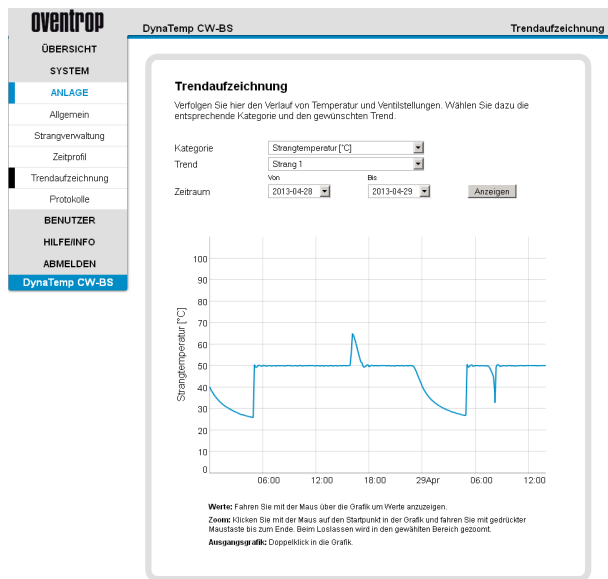 oventrop
DynaTemp CW-BS
Trendaufzeichnung
ÜBERSICHT
SYSTEM
ANLAGE
Allgemein
Strangverwaltung
Zeitprofil
Trendaufzeichnung
Protokolle
BENUTZER
HILFE/INFO
ABMELDEN
DynaTemp CW-BS
Trendaufzeichnung
Verfolgen Sie hier den Verlauf von Temperatur und Ventilstellungen. Wählen Sie dazu die
entsprechende Kategorie und den gewünschten Trend.
Kategorie Strangtemperatur [°C]
Trend Strang 1
Von Bis
Zeitraum 2013-04-28 2013-04-29 Anzeigen
Strangtemperatur [°C]
100
90
80
70
60
50
40
30
20
10
0
06:00 12:00 18:00 29Apr 06:00 12:00
Werte: Fahren Sie mit der Maus über die Grafik um Werte anzuzeigen.
Zoom: Klicken Sie mit der Maus auf den Startpunkt in der Grafik und fahren Sie mit gedrückter
Maustaste bis zum Ende. Beim Loslassen wird in den gewählten Bereich gezoomt.
Ausgangsgrafik: Doppelklick in die Grafik.